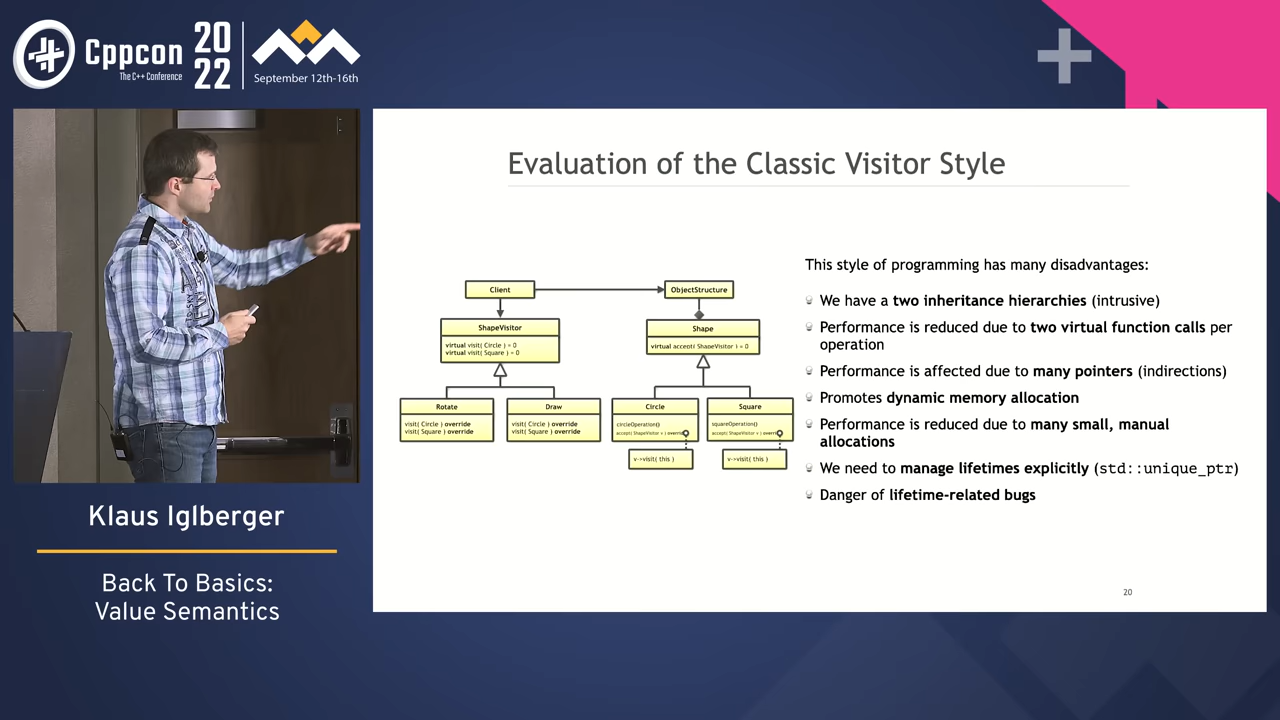 Cppcon
The C++ Conference
20
22
September 12th-16th
Evaluation of the Classic Visitor Style
Client
ObjectStructure
ShapeVisitor
virtual visit( Circle ) = 0
virtual visit( Square ) = 0
Shape
virtual accept( ShapeVisitor ) = 0
Rotate
visit( Circle ) override
visit( Square ) override
Draw
visit( Circle ) override
visit( Square ) override
Circle
circleOperation()
accept( ShapeVisitor v ) override
v->visit( this )
Square
squareOperation()
accept( ShapeVisitor v ) override
v->visit( this )
This style of programming has many disadvantages:
We have a two inheritance hierarchies (intrusive)
Performance is reduced due to two virtual function calls per
operation
Performance is affected due to many pointers (indirections)
Promotes dynamic memory allocation
Performance is reduced due to many small, manual
allocations
We need to manage lifetimes explicitly (std::unique_ptr)
Danger of lifetime-related bugs
20
Klaus Iglberger
Back To Basics:
Value Semantics